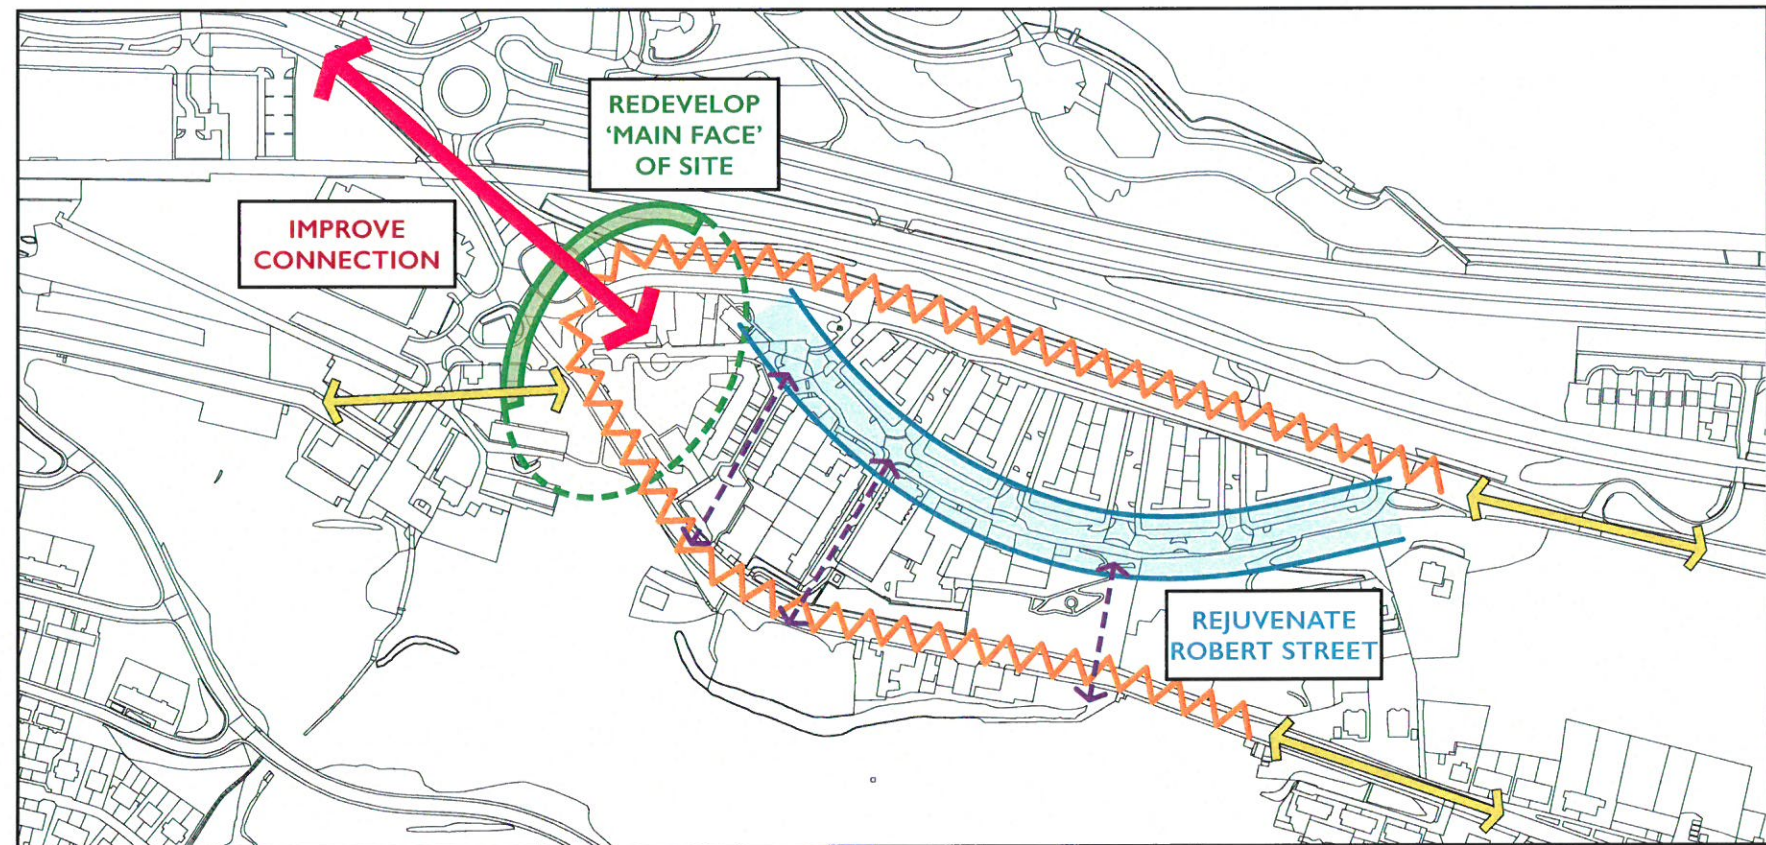 REDEVELOP
‘MAIN FACE’
OF SITE
IMPROVE
CONNECTION
REJUVENATE
ROBERT STREET